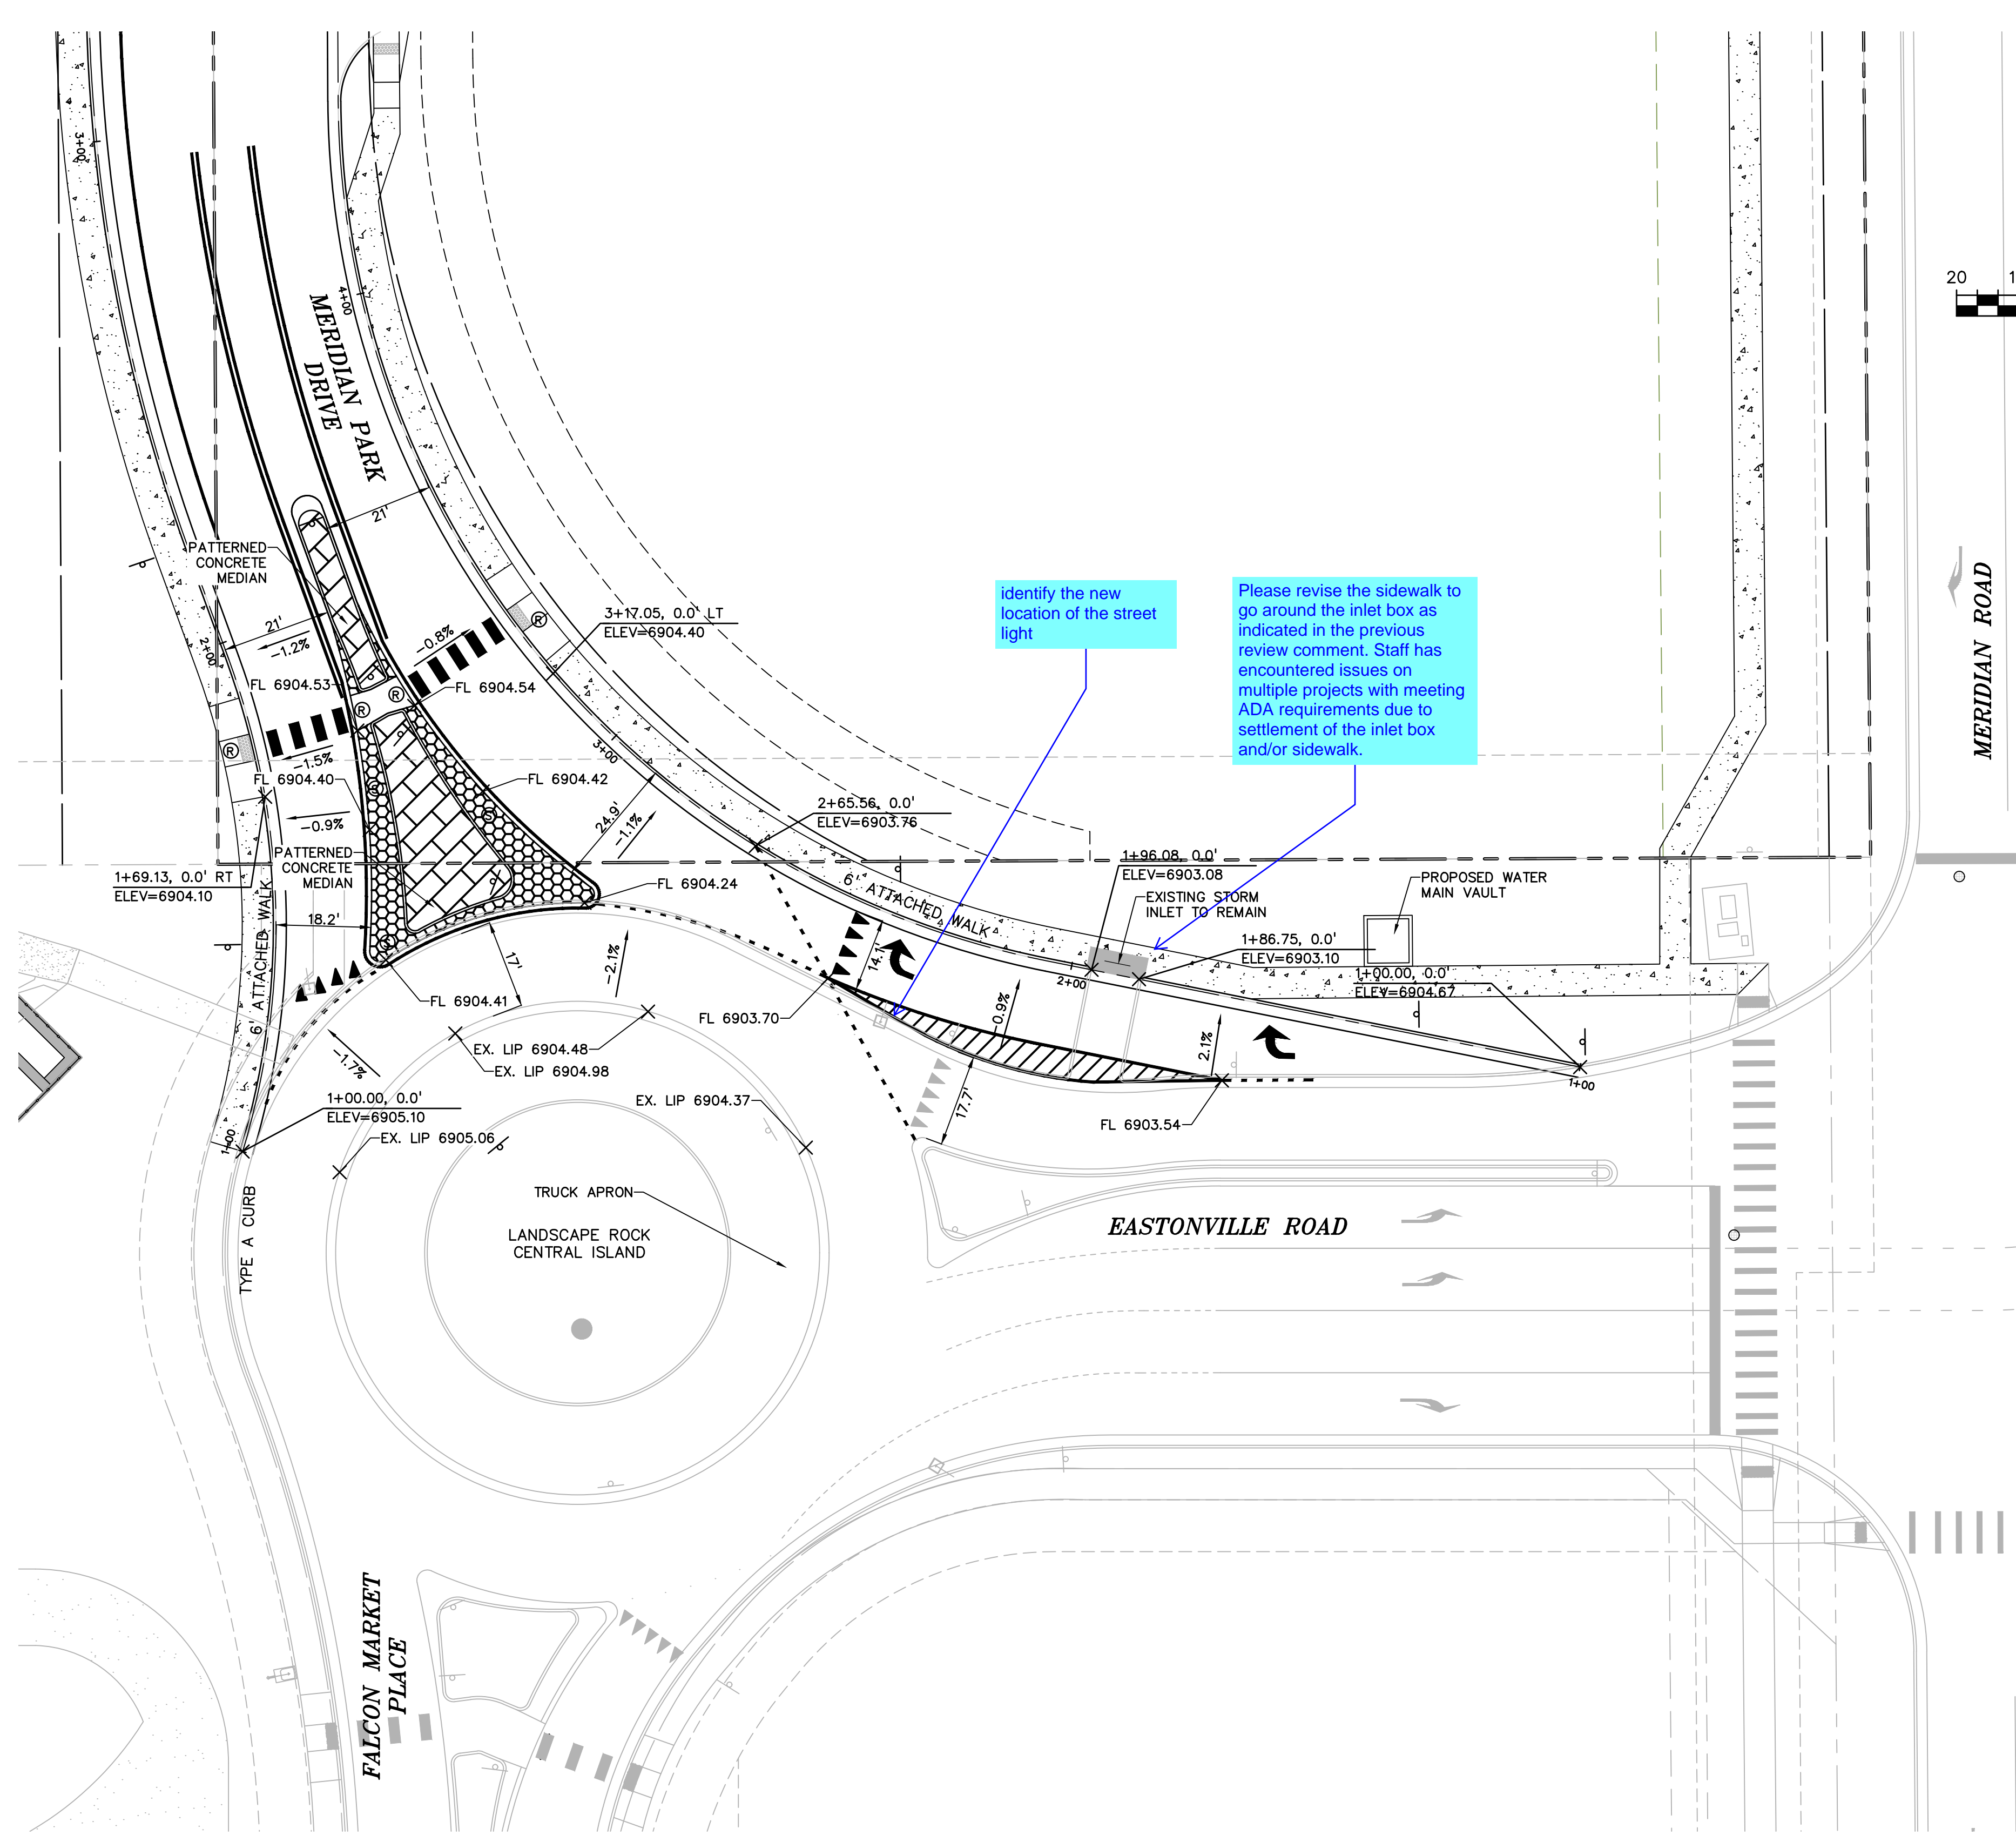 3+00
4+00
MERIDIAN PARK
DRIVE
20
21'
PATTERNED
CONCRETE
MEDIAN
21'
-1.2%
2+00
-0.8%
3+17.05, 0.0' LT
ELEV=6904.40
identify the new
location of the street
light
Please revise the sidewalk to
go around the inlet box as
indicated in the previous
review comment. Staff has
encountered issues on
multiple projects with meeting
ADA requirements due to
settlement of the inlet box
and/or sidewalk.
MERIDIAN ROAD
R
FL 6904.53
FL 6904.54
R
R
R
-1.5%
FL 6904.40
FL 6904.42
3+00
S
S
24.9'
-1.1%
-0.9%
2+65.56, 0.0'
ELEV=6903.76
PATTERNED
CONCRETE
MEDIAN
1+69.13, 0.0' RT
ELEV=6904.10
FL 6904.24
18.2'
6' ATTACHED WALK
6' ATTACHED WALK
1+96.08, 0.0'
ELEV=6903.08
EXISTING STORM
INLET TO REMAIN
PROPOSED WATER
MAIN VAULT
1+86.75, 0.0'
ELEV=6903.10
1+00.00, 0.0'
ELEV=6904.67
S
17'
-2.1%
14.1'
2+00
FL 6904.41
FL 6903.70
-0.9%
2.1%
EX. LIP 6904.48
EX. LIP 6904.98
-1.7%
1+00
1+00.00, 0.0'
ELEV=6905.10
EX. LIP 6904.37
17.7'
FL 6903.54
1+00
EX. LIP 6905.06
TRUCK APRON
LANDSCAPE ROCK
CENTRAL ISLAND
TYPE A CURB
EASTONVILLE ROAD
FALCON MARKET
PLACE